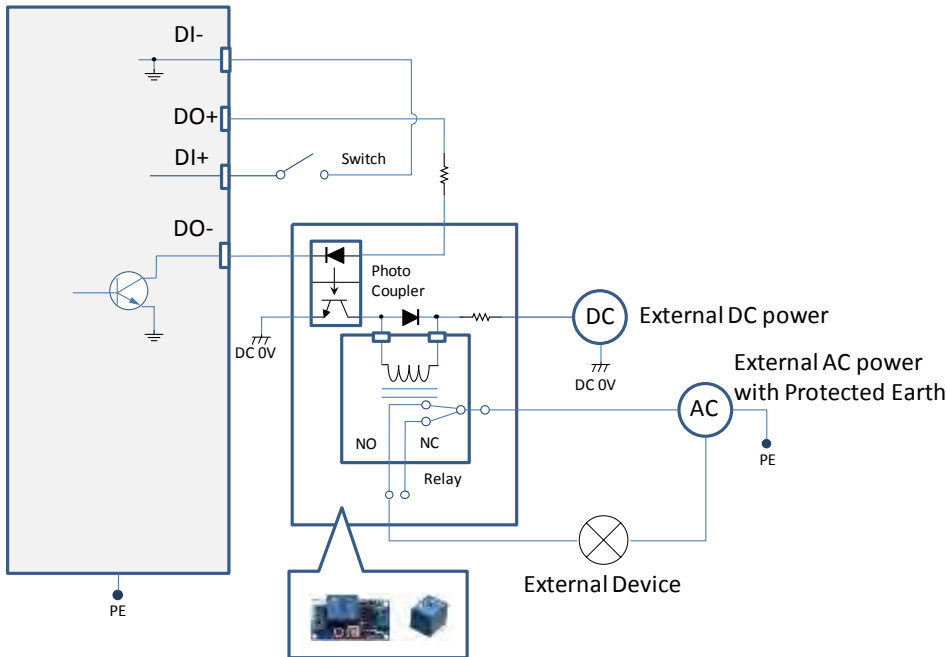 DI-
DO+
DI+
Switch
DO-
Photo
Coupler
DC 0V
DC
External DC power
DC 0V
External AC power
with Protected Earth
AC
PE
NO
NC
Relay
External Device
PE